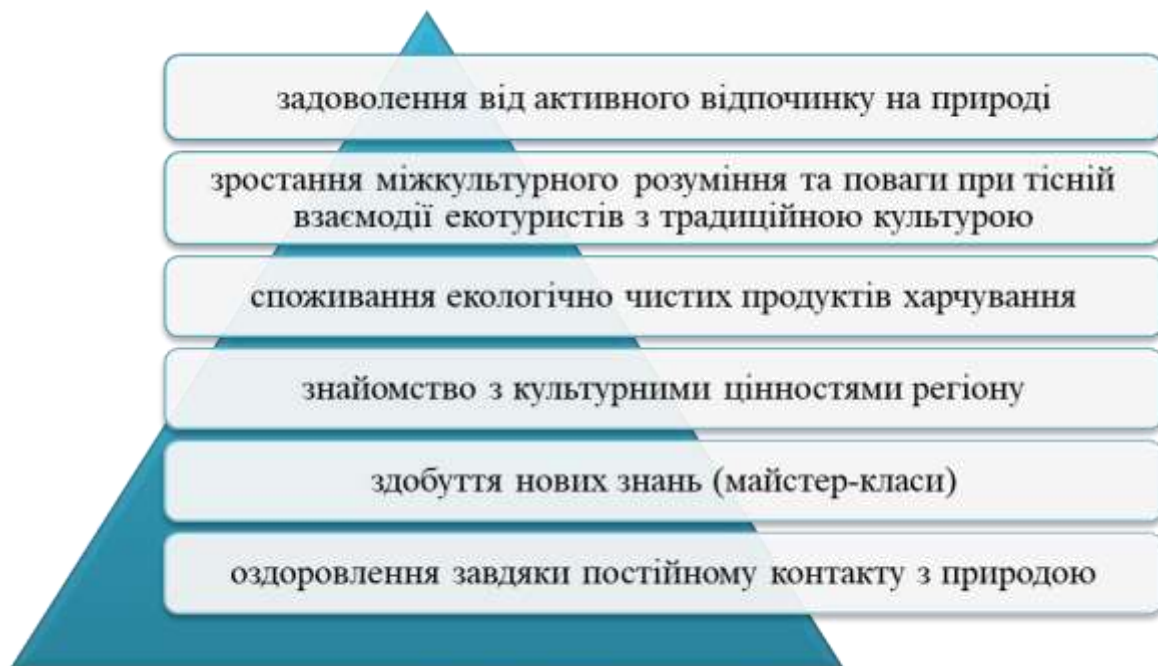 задоволення від активного відпочинку на природі
зростання міжкультурного розуміння та поваги при тісній
взаємодії екотуристів з традиційною культурою
споживання екологічно чистих продуктів харчування
знайомство з культурними цінностями регіону
здобуття нових знань (майстер-класи)
оздоровлення завдяки постійному контакту з природою